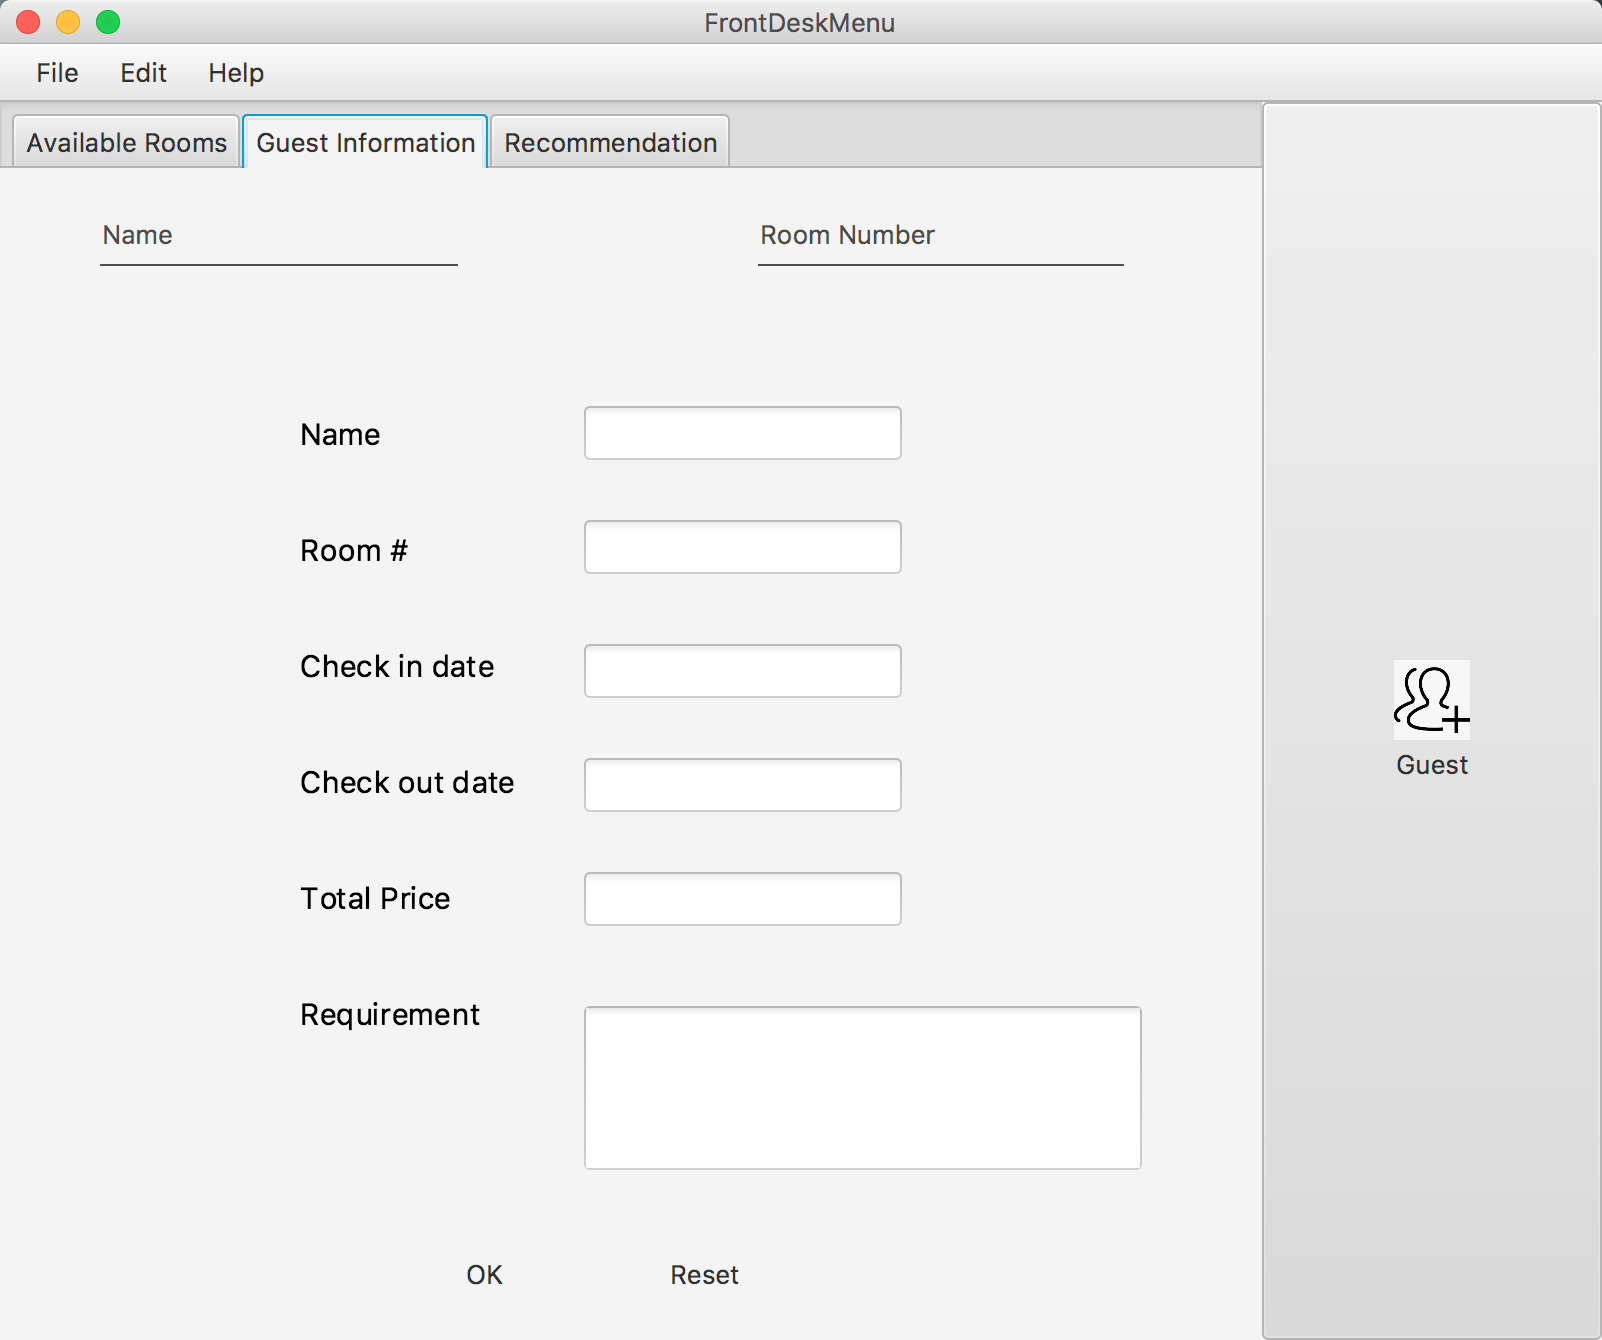 FrontDeskMenu
File Edit Help
Available Rooms Guest Information Recommendation
Name Room Number
Name
Room #
Check in date
Check out date
Total Price
Requirement
Guest
OK Reset